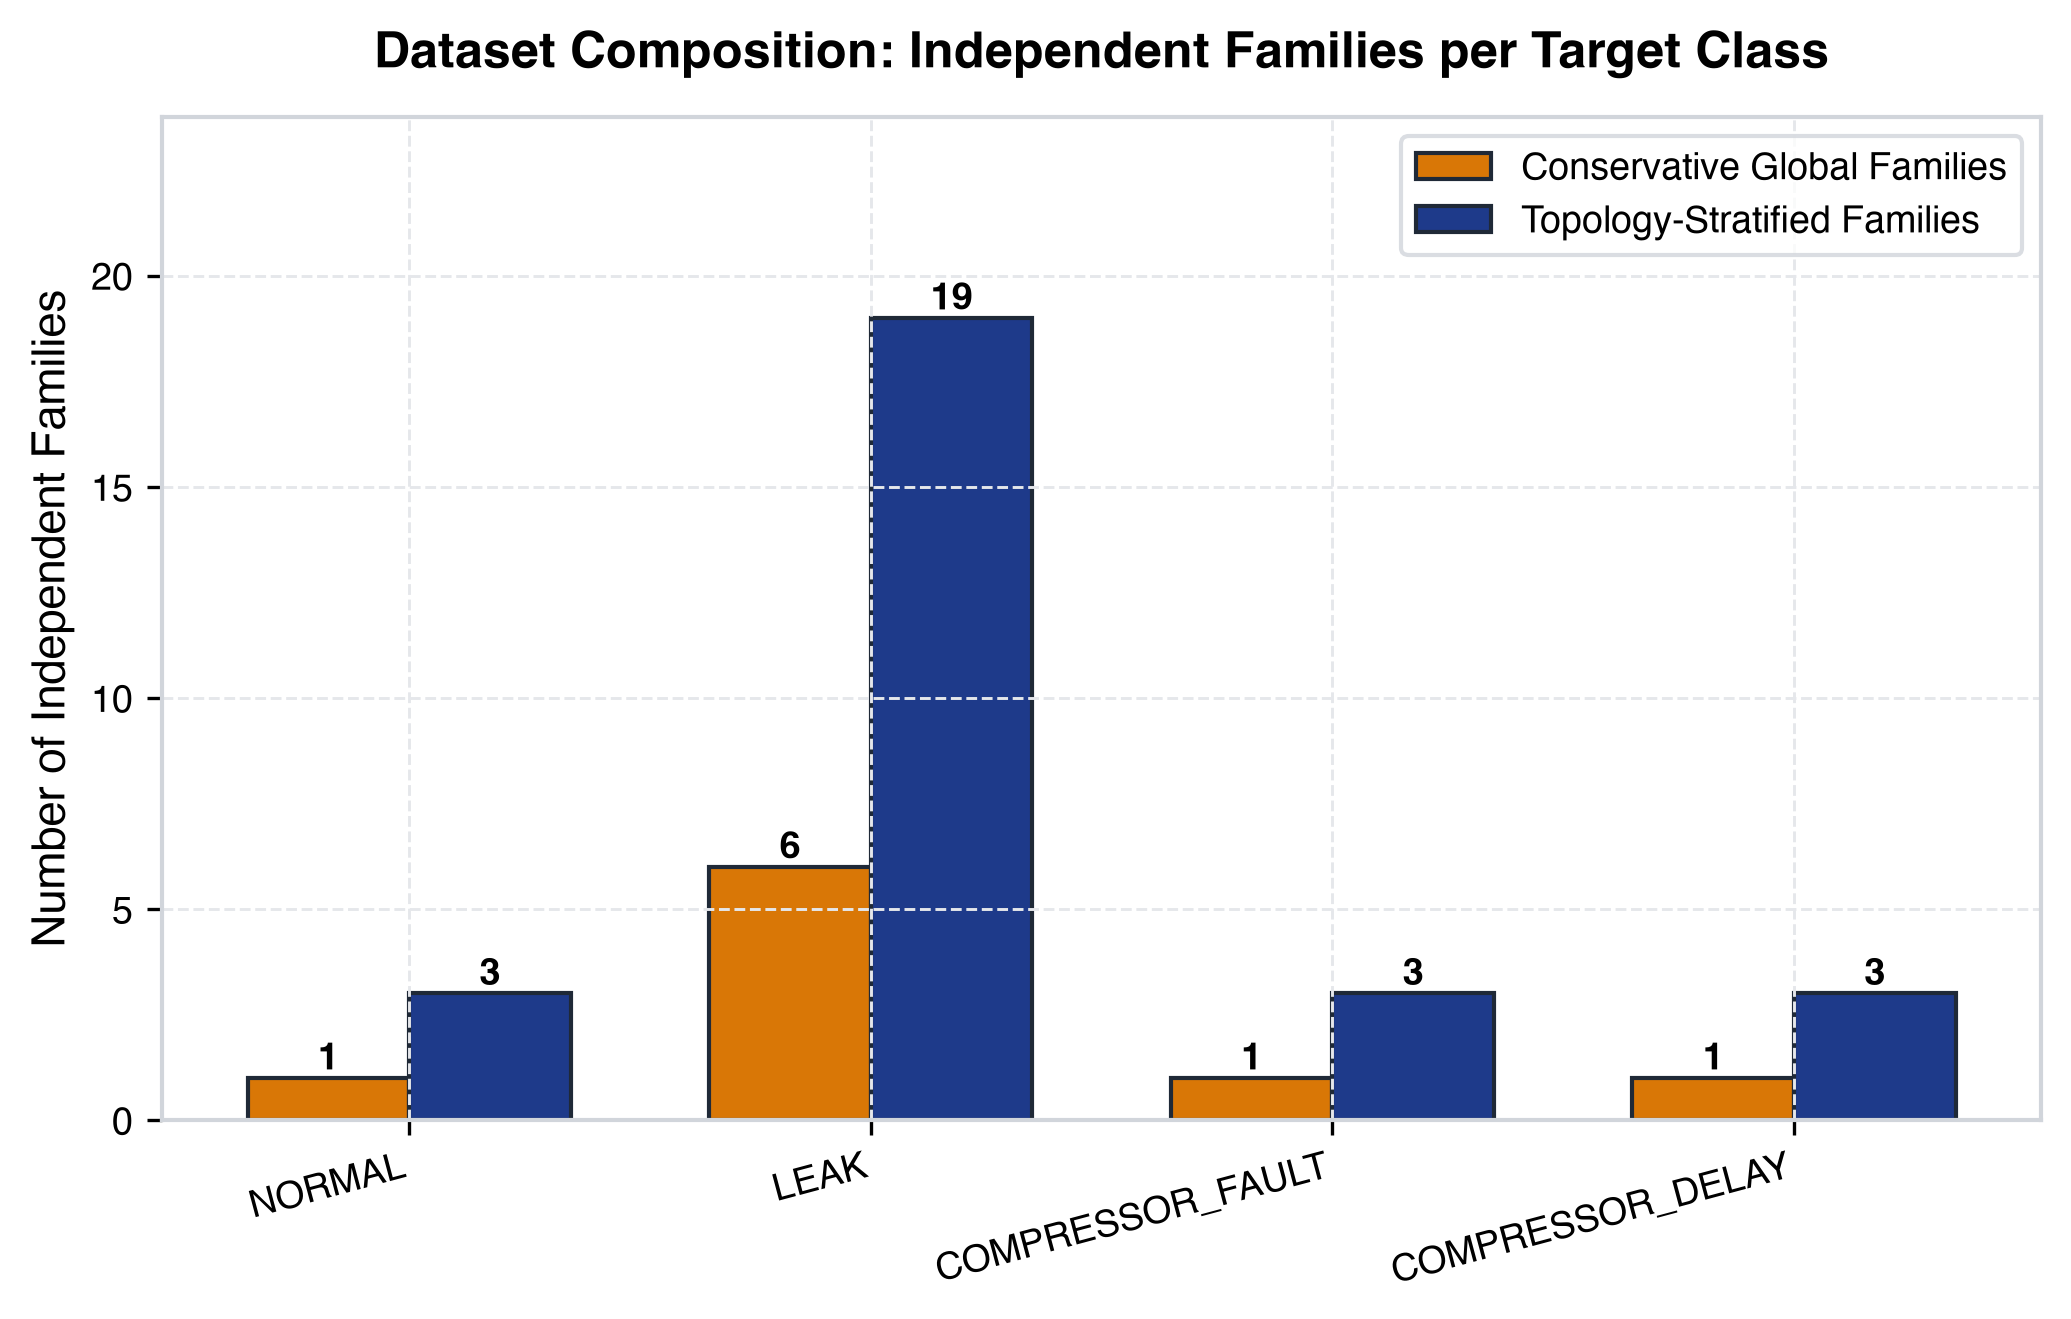 Dataset Composition: Independent Families per Target Class
Conservative Global Families
Topology-Stratified Families
Number of Independent Families
20
15
10
5
0
1
3
6
19
1
3
1
3
NORMAL
LEAK
COMPRESSOR_FAULT
COMPRESSOR_DELAY